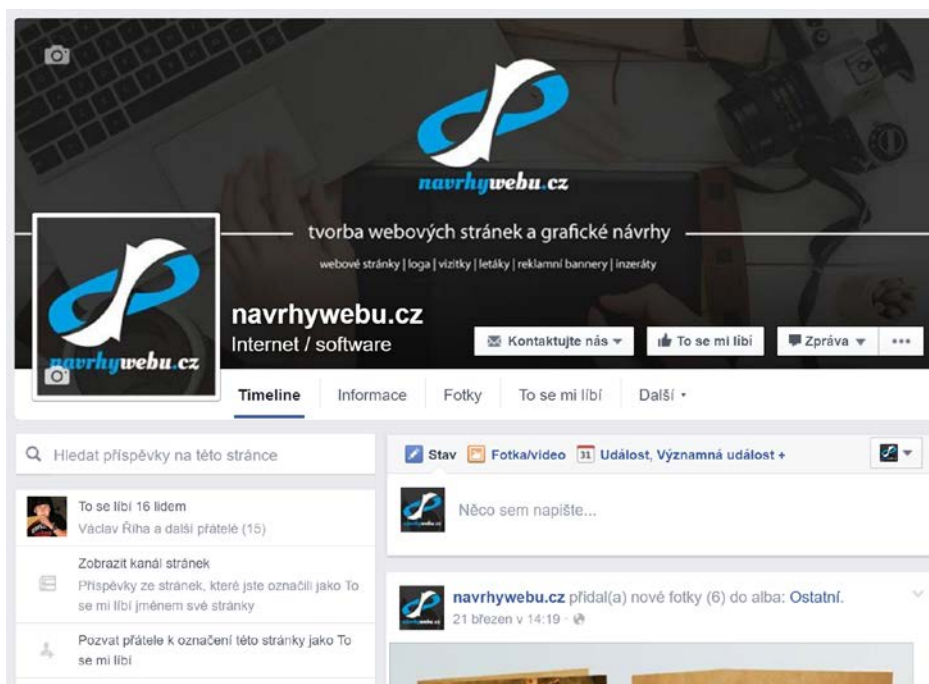 navrhywebu.cz
tvorba webových stránek a grafické návrhy
webové stránky | loga | vizitky | letáky | reklamní bannery | inzeráty
navrhywebu.cz
navrhywebu.cz
Internet / software
Kontaktujte nás
To se mi líbí
Zpráva
Timeline
Informace
Fotky
To se mi líbí
Další
Hledat příspěvky na této stránce
To se líbí 16 lidem
Václav Říha a další přátelé (15)
Zobrazit kanál stránek
Příspěvky ze stránek, které jste označili jako To
se mi líbí jménem své stránky
Pozvat přátele k označení této stránky jako To
se mi líbí
Stav
Fotka/video
31
Událost, Významná událost +
Něco sem napište...
navrhywebu.cz přidal(a) nové fotky (6) do alba: Ostatní.
21 březen v 14:19 ·